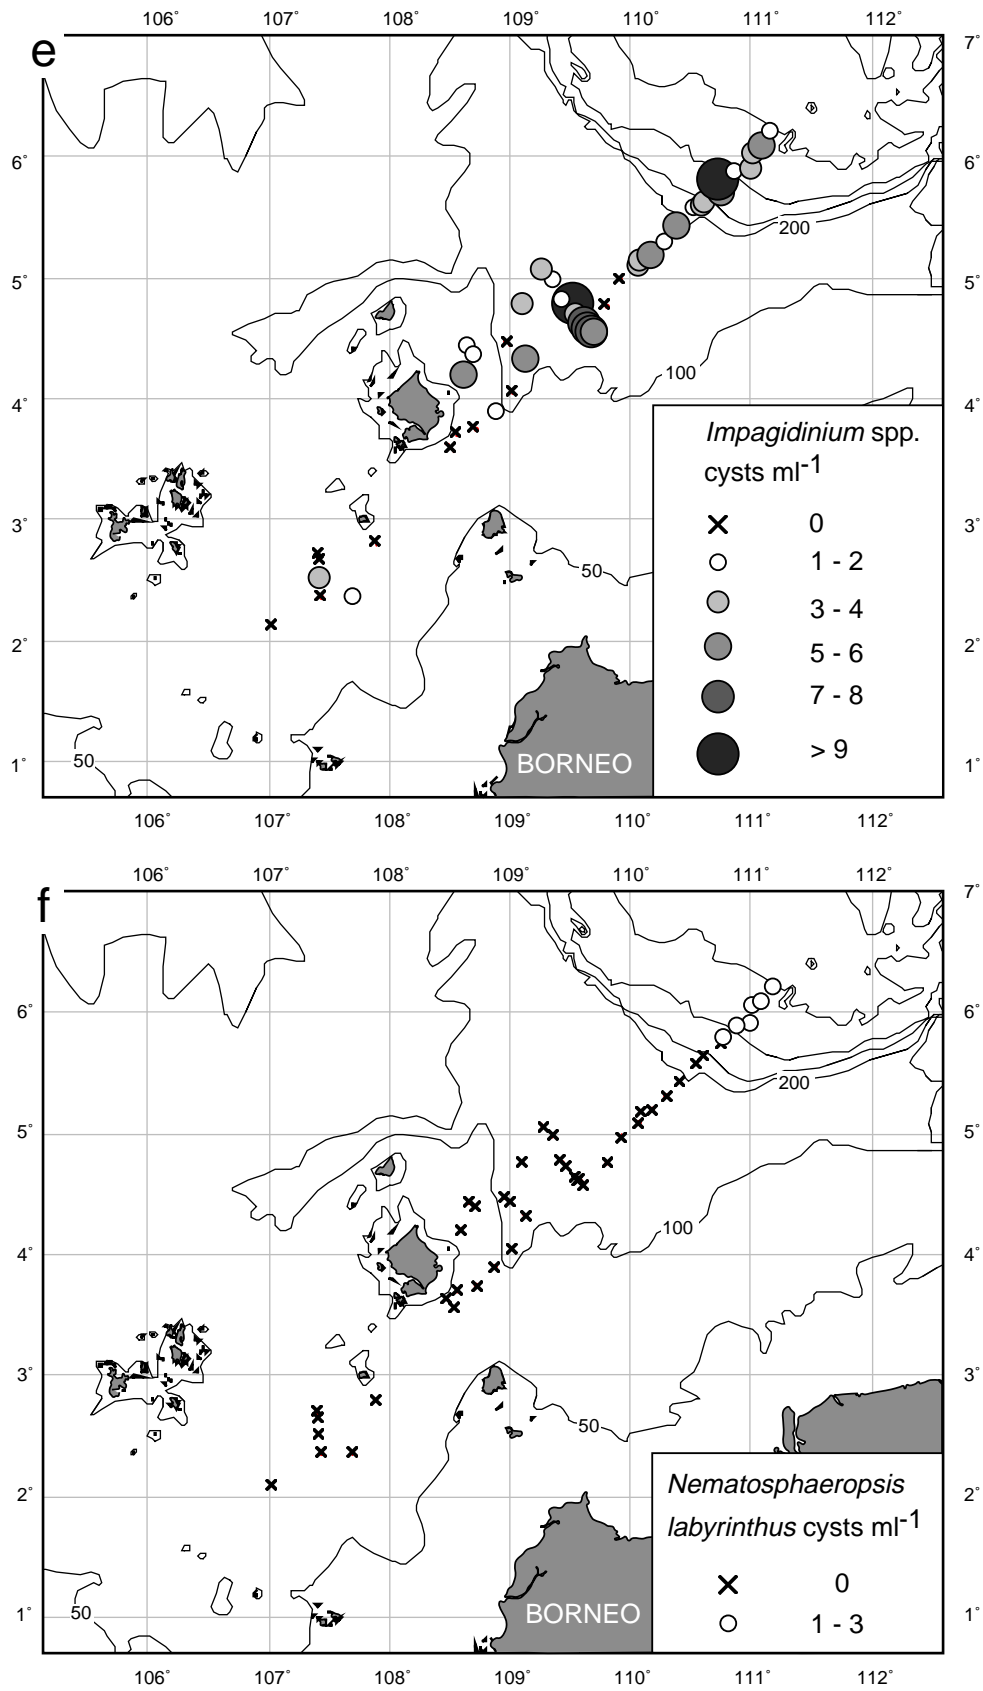 106˚ 107˚ 108˚ 109˚ 110˚ 111˚ 112˚
e
7˚
6˚ 6˚
200
5˚ 5˚
100
4˚ 4˚
Impagidinium spp.
cysts ml-1
3˚ 3˚
0
50
1 - 2
3 - 4
2˚ 2˚
5 - 6
7 - 8
50
BORNEO
> 9
1˚ 1˚
106˚ 107˚ 108˚ 109˚ 110˚ 111˚ 112˚
106˚ 107˚ 108˚ 109˚ 110˚ 111˚ 112˚
f
7˚
6˚ 6˚
200
5˚ 5˚
100
4˚ 4˚
3˚ 3˚
50
Nematosphaeropsis
2˚ 2˚
labyrinthus cysts ml-1
0
50
BORNEO
1 - 3
1˚ 1˚
106˚ 107˚ 108˚ 109˚ 110˚ 111˚ 112˚